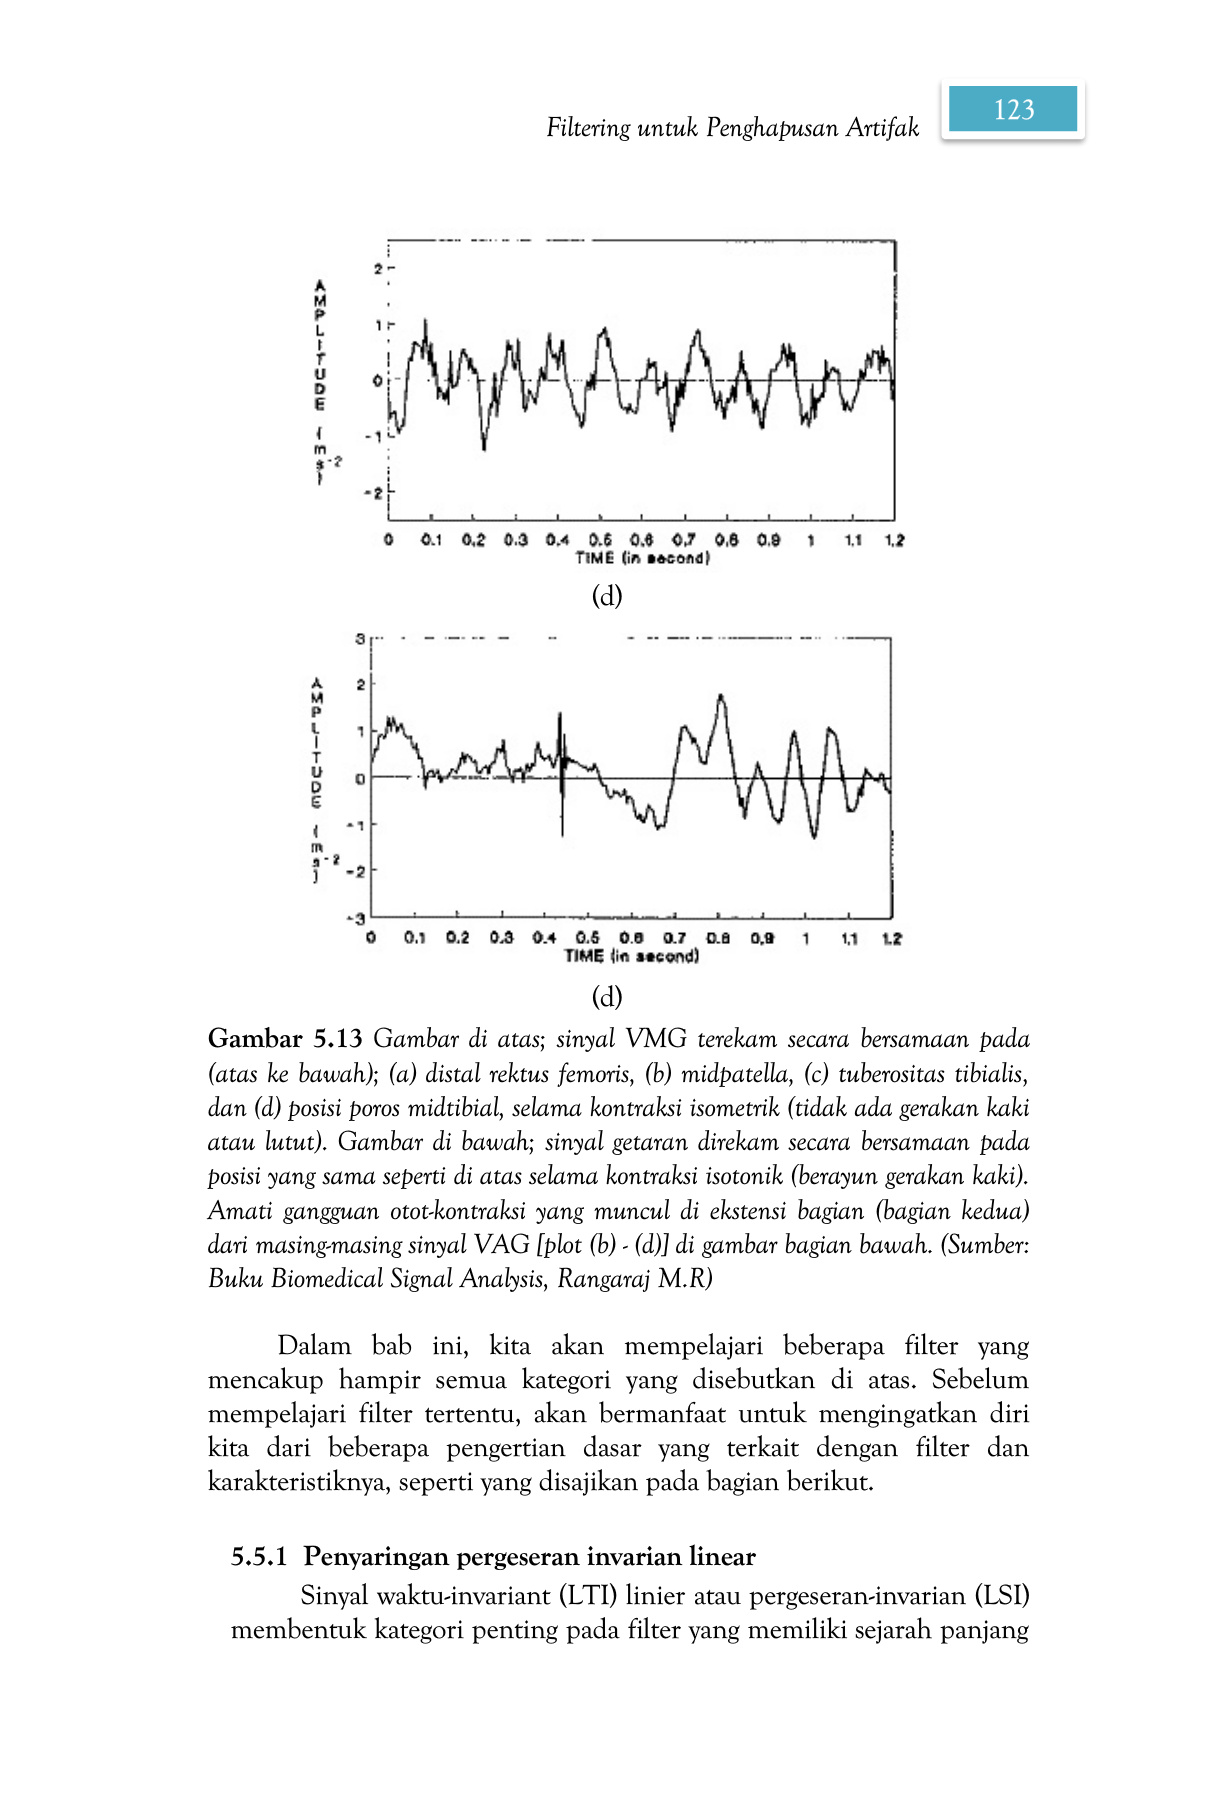 Filtering untuk Penghapusan Artifak
123
2
1
0
-1
-2
AMPLITUDE (ms-2)
0 0.1 0.2 0.3 0.4 0.5 0.6 0.7 0.8 0.9 1 1.1 1.2
TIME (in second)
(d)
3
2
1
0
-1
-2
-3
AMPLITUDE (ms-2)
0 0.1 0.2 0.3 0.4 0.5 0.6 0.7 0.8 0.9 1 1.1 1.2
TIME (in second)
(d)
Gambar 5.13 Gambar di atas; sinyal VMG terekam secara bersamaan pada
(atas ke bawah); (a) distal rektus femoris, (b) midpatella, (c) tuberositas tibialis,
dan (d) posisi poros midtibial, selama kontraksi isometrik (tidak ada gerakan kaki
atau lutut). Gambar di bawah; sinyal getaran direkam secara bersamaan pada
posisi yang sama seperti di atas selama kontraksi isotonik (berayun gerakan kaki).
Amati gangguan otot-kontraksi yang muncul di ekstensi bagian (bagian kedua)
dari masing-masing sinyal VAG [plot (b) - (d)] di gambar bagian bawah. (Sumber:
Buku Biomedical Signal Analysis, Rangaraj M.R)
Dalam bab ini, kita akan mempelajari beberapa filter yang
mencakup hampir semua kategori yang disebutkan di atas. Sebelum
mempelajari filter tertentu, akan bermanfaat untuk mengingatkan diri
kita dari beberapa pengertian dasar yang terkait dengan filter dan
karakteristiknya, seperti yang disajikan pada bagian berikut.
5.5.1 Penyaringan pergeseran invarian linear
Sinyal waktu-invariant (LTI) linier atau pergeseran-invarian (LSI)
membentuk kategori penting pada filter yang memiliki sejarah panjang